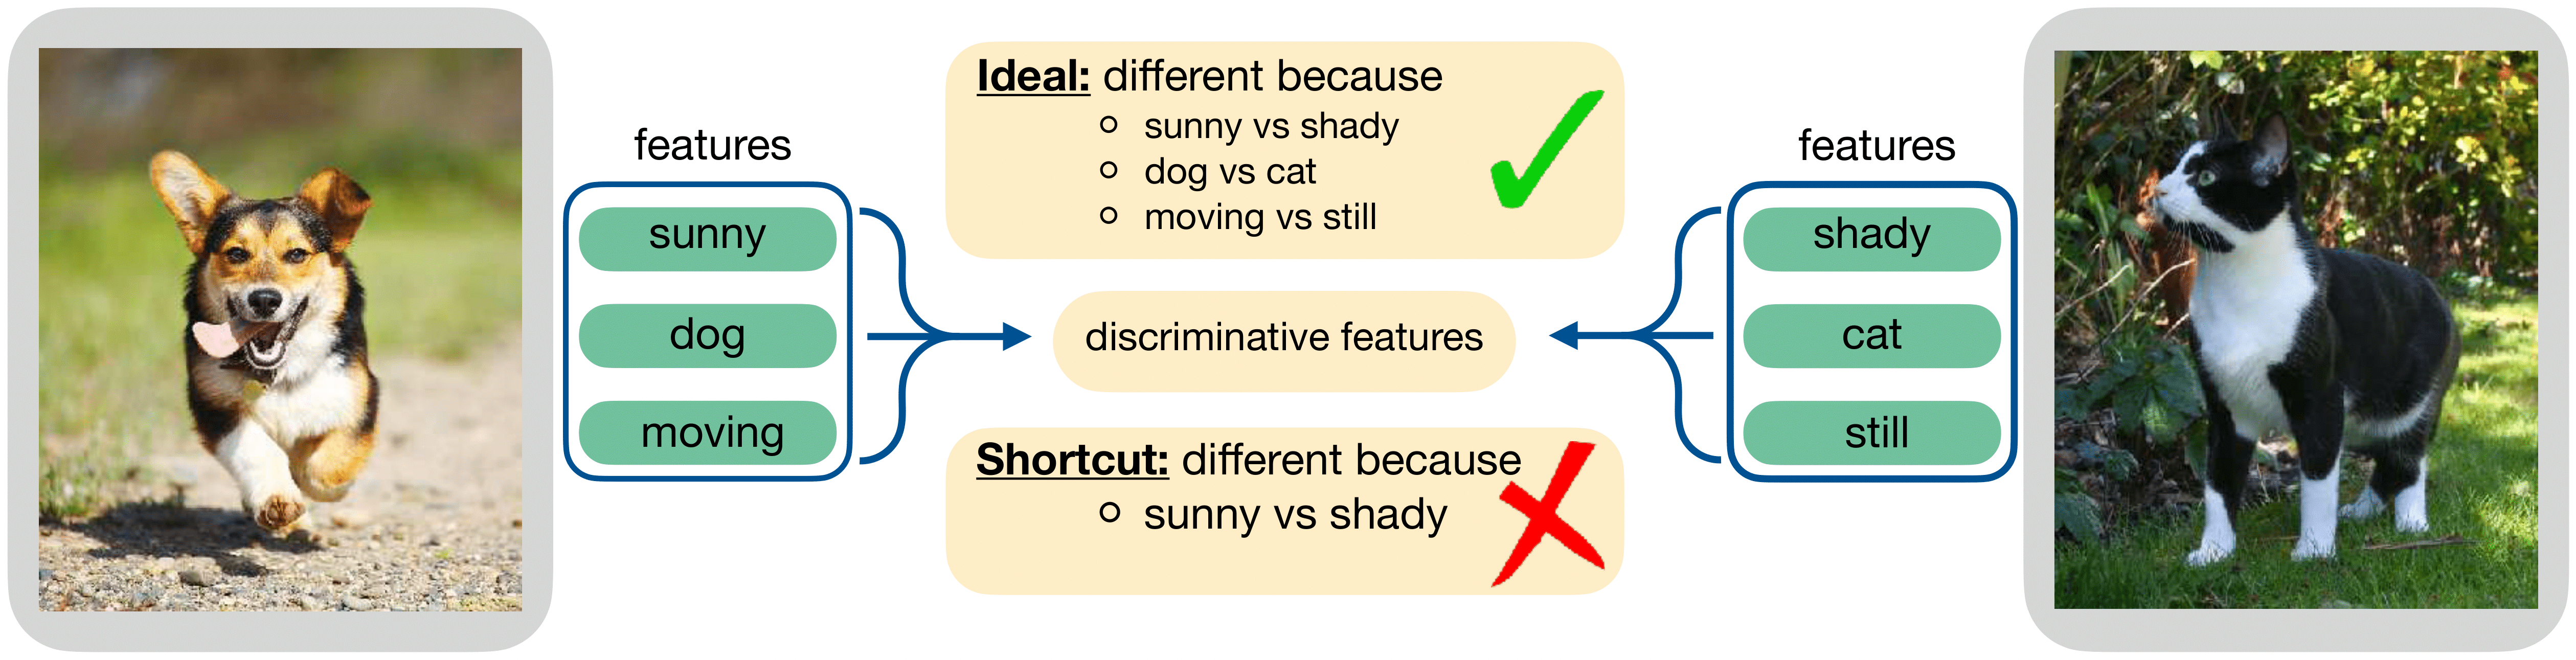 features
sunny
dog
moving
Ideal: different because
sunny vs shady
dog vs cat
moving vs still
discriminative features
Shortcut: different because
sunny vs shady
features
shady
cat
still